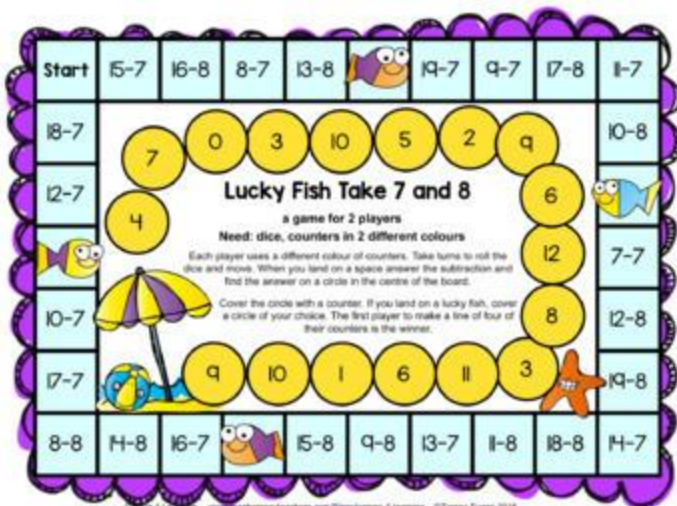 Start 15-7 16-8 8-7 13-8 19-7 9-7 17-8 11-7
18-7 10-8
7 0 3 10 5 2 9
12-7 4 6
Lucky Fish Take 7 and 8
a game for 2 players
Need: dice, counters in 2 different colours
12 7-7
Each player uses a different colour of counters. Take turns to roll the
dice and move. When you land on a space answer the subtraction and
find the answer on a circle in the centre of the board.
10-7 8 12-8
Cover the circle with a counter. If you land on a lucky fish, cover
a circle of your choice. The first player to make a line of four of
their counters is the winner.
17-7 9 10 1 6 11 3 19-8
8-8 14-8 16-7 15-8 9-8 13-7 11-8 18-8 14-7